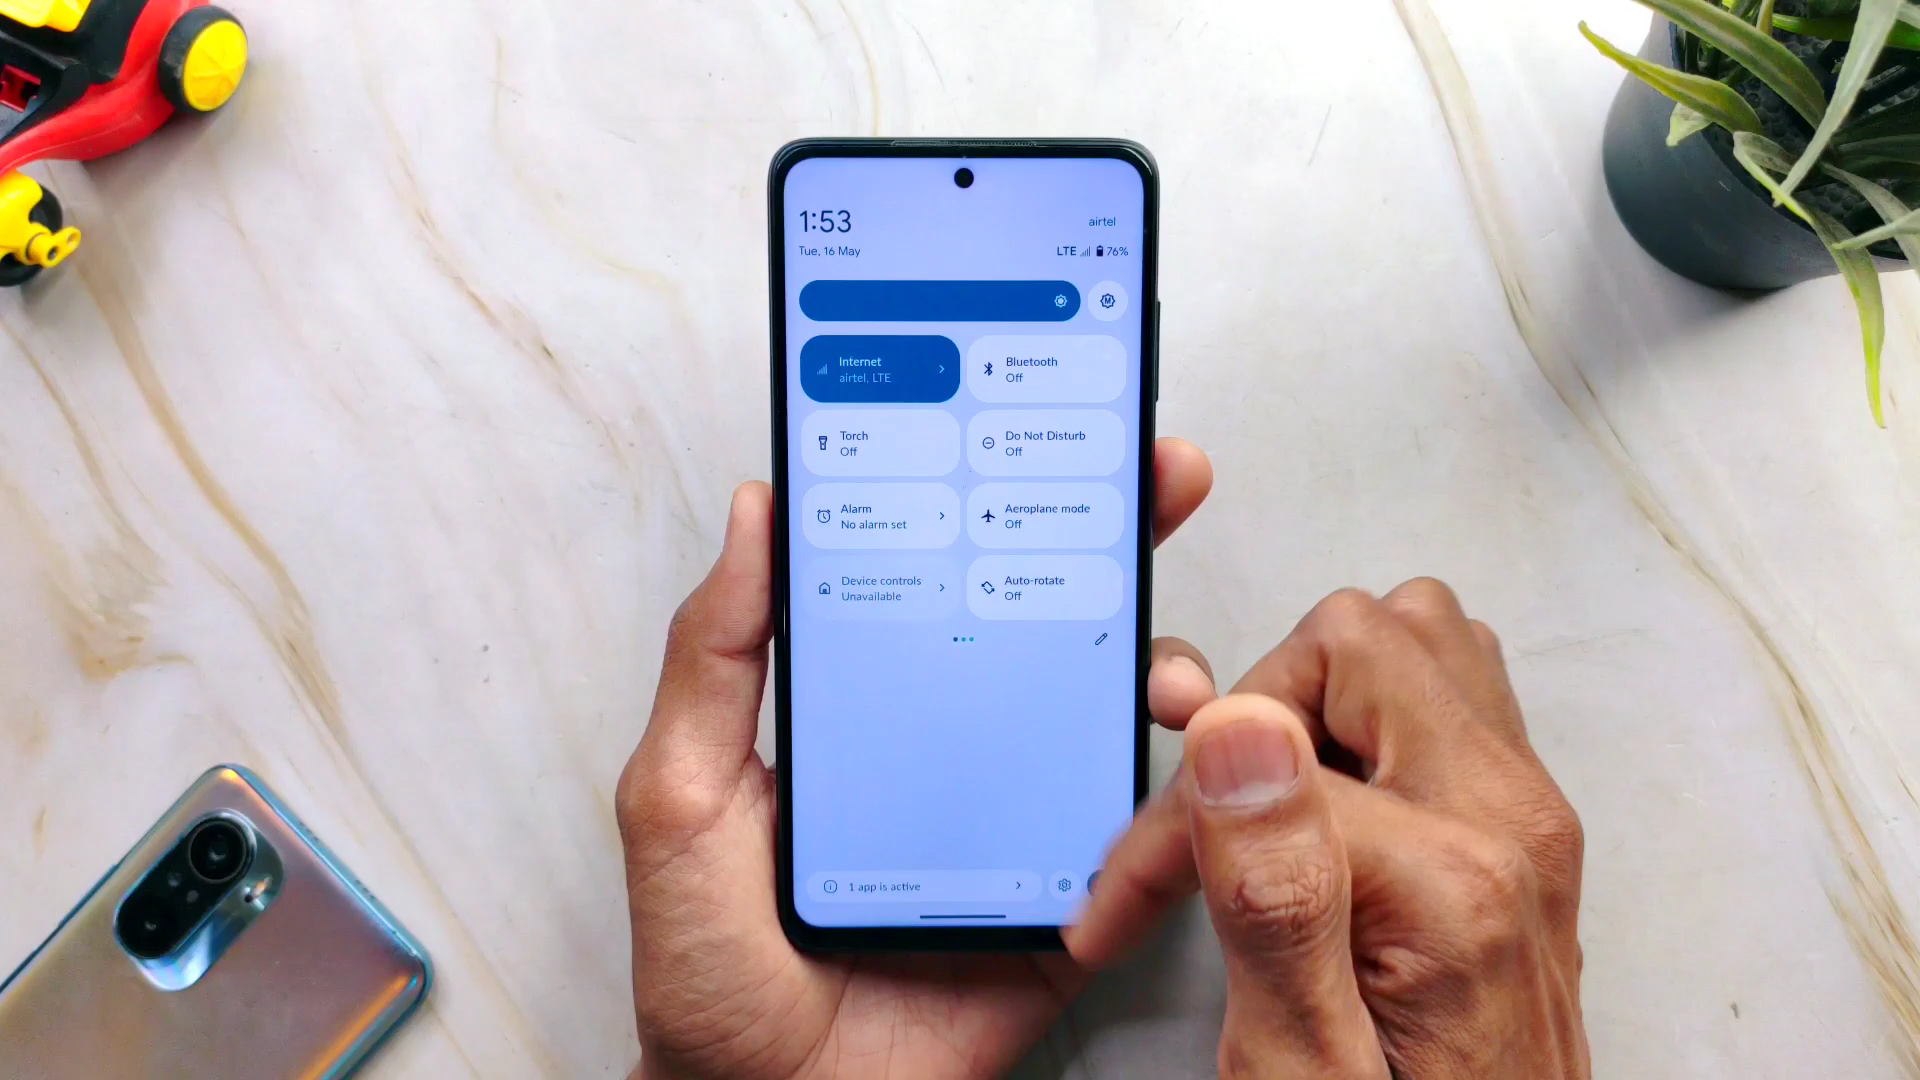 1:53
airtel
Tue, 16 May
LTE 76%
M
Internet
airtel, LTE
Bluetooth
Off
Torch
Off
Do Not Disturb
Off
Alarm
No alarm set
Aeroplane mode
Off
Device controls
Unavailable
Auto-rotate
Off
1 app is active